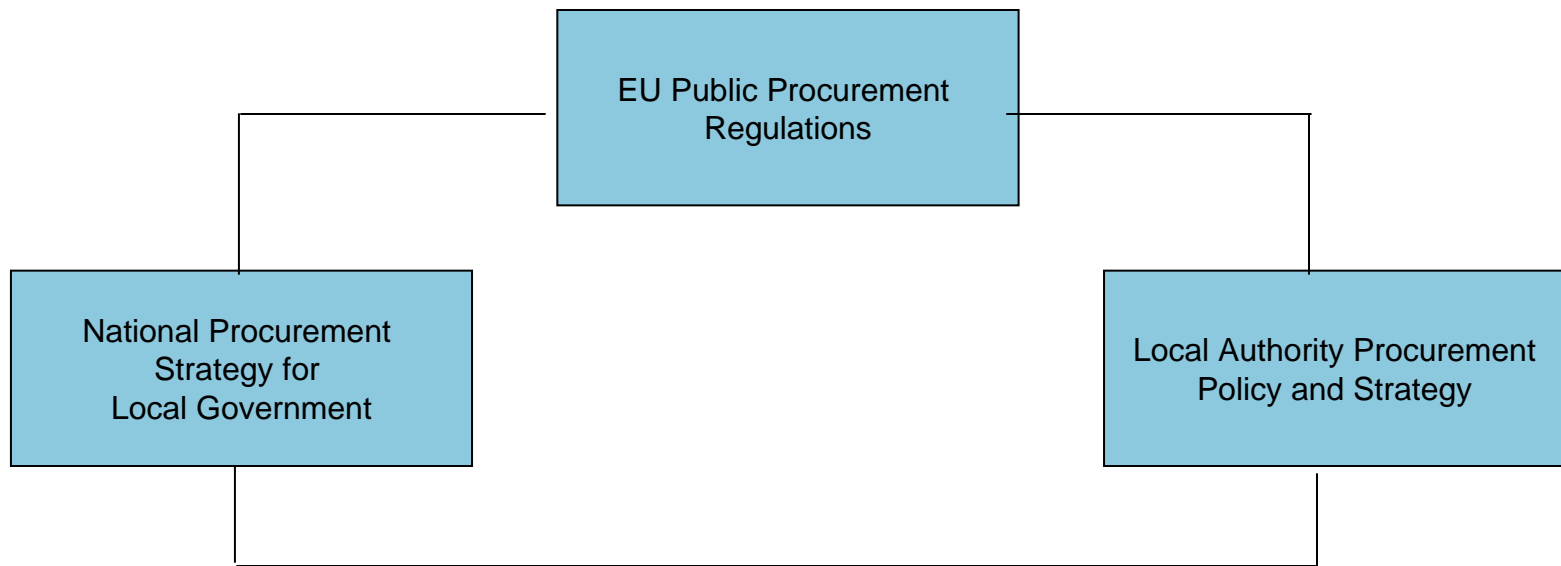 EU Public Procurement
Regulations
National Procurement
Strategy for
Local Government
Local Authority Procurement
Policy and Strategy